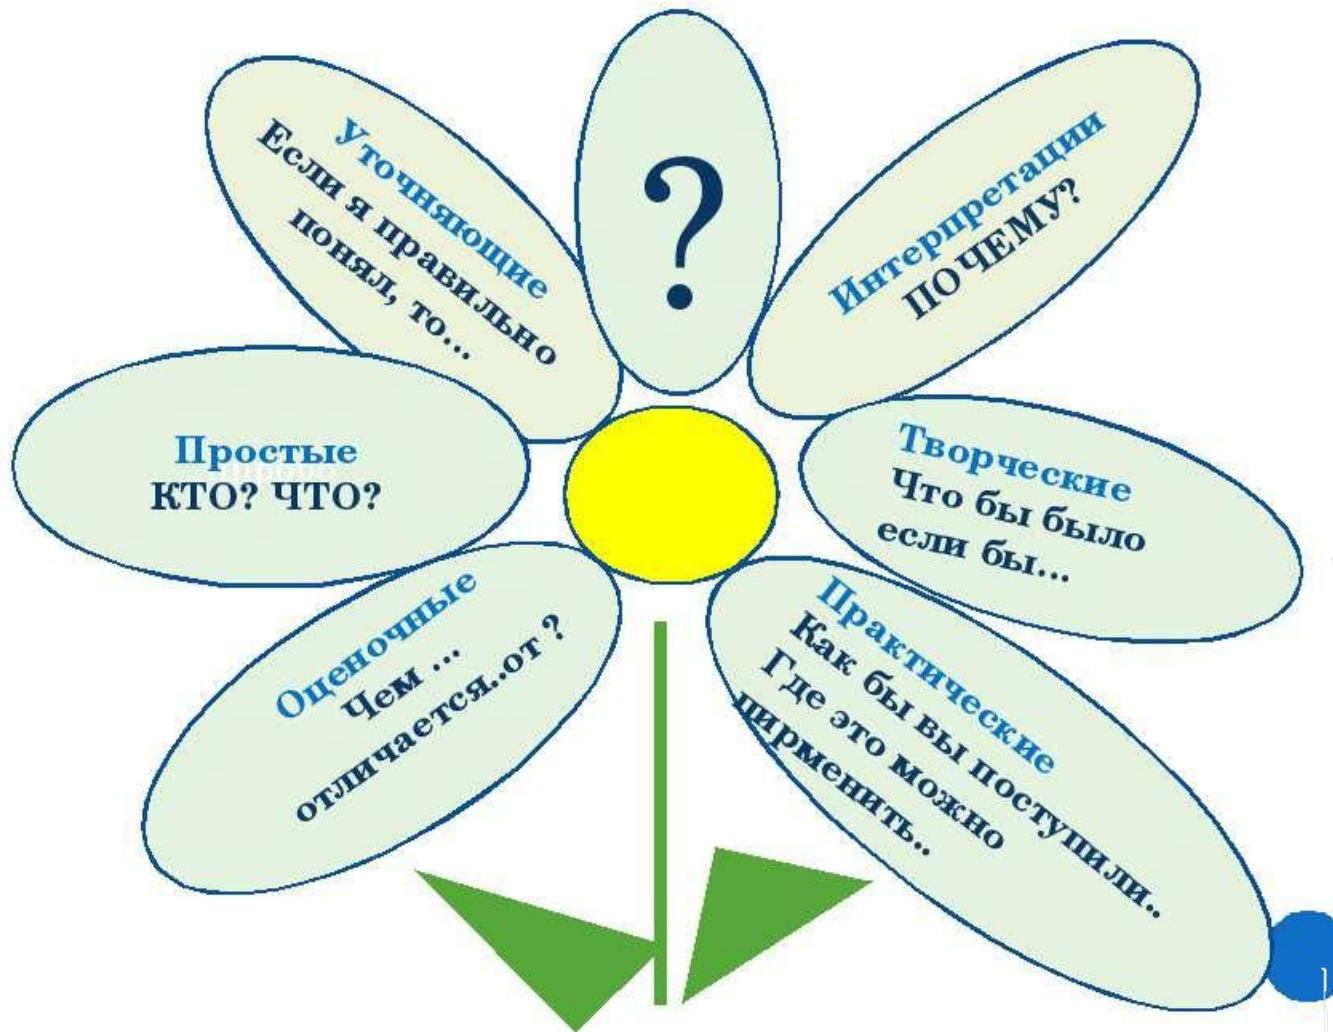 ?
Уточняющие
Если я правильно
понял, то...
Интерпретации
ПОЧЕМУ?
Простые
КТО? ЧТО?
Творческие
Что бы было
если бы...
Оценочные
Чем ...
отличается..от ?
Практические
Как бы вы поступили..
Где это можно
пирменить..